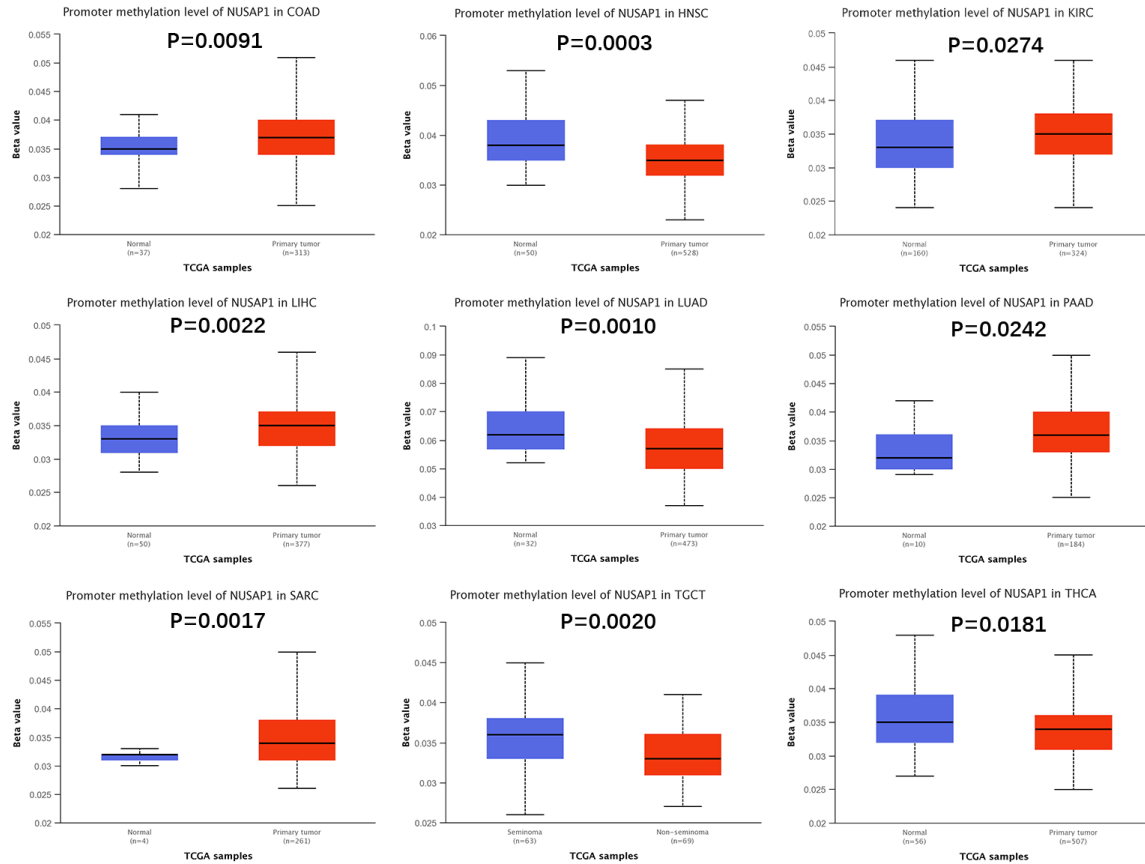 Promoter methylation level of NUSAP1 in COAD
P=0.0091
Beta value
0.055
0.05
0.045
0.04
0.035
0.03
0.025
0.02
Normal
(n=37)
Primary tumor
(n=313)
TCGA samples
Promoter methylation level of NUSAP1 in HNSC
P=0.0003
Beta value
0.06
0.05
0.04
0.03
0.02
Normal
(n=50)
Primary tumor
(n=528)
TCGA samples
Promoter methylation level of NUSAP1 in KIRC
P=0.0274
Beta value
0.05
0.045
0.04
0.035
0.03
0.025
0.02
Normal
(n=160)
Primary tumor
(n=324)
TCGA samples
Promoter methylation level of NUSAP1 in LIHC
P=0.0022
Beta value
0.05
0.045
0.04
0.035
0.03
0.025
0.02
Normal
(n=50)
Primary tumor
(n=377)
TCGA samples
Promoter methylation level of NUSAP1 in LUAD
P=0.0010
Beta value
0.1
0.09
0.08
0.07
0.06
0.05
0.04
0.03
Normal
(n=32)
Primary tumor
(n=473)
TCGA samples
Promoter methylation level of NUSAP1 in PAAD
P=0.0242
Beta value
0.055
0.05
0.045
0.04
0.035
0.03
0.025
0.02
Normal
(n=10)
Primary tumor
(n=184)
TCGA samples
Promoter methylation level of NUSAP1 in SARC
P=0.0017
Beta value
0.055
0.05
0.045
0.04
0.035
0.03
0.025
0.02
Normal
(n=4)
Primary tumor
(n=261)
TCGA samples
Promoter methylation level of NUSAP1 in TGCT
P=0.0020
Beta value
0.05
0.045
0.04
0.035
0.03
0.025
Seminoma
(n=63)
Non-seminoma
(n=69)
TCGA samples
Promoter methylation level of NUSAP1 in THCA
P=0.0181
Beta value
0.05
0.045
0.04
0.035
0.03
0.025
0.02
Normal
(n=56)
Primary tumor
(n=507)
TCGA samples